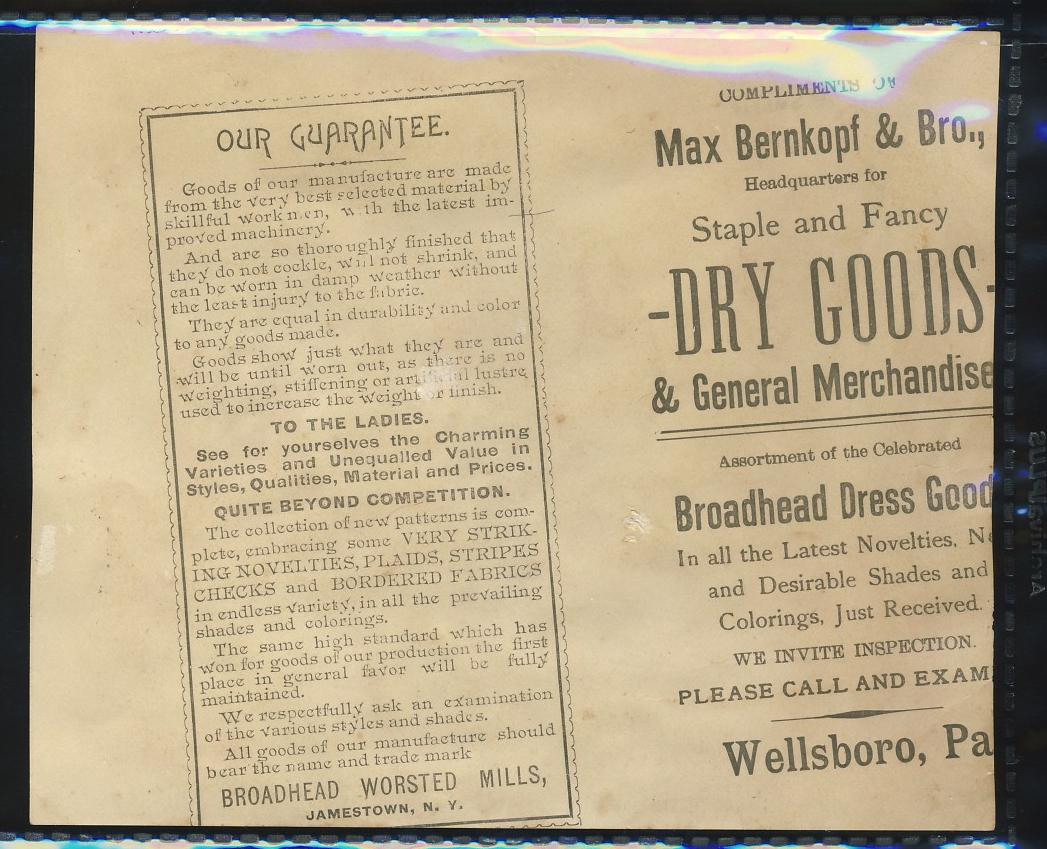 OUR GUARANTEE.
Goods of our manufacture are made
from the very best selected material by
skillful workmen, with the latest im-
proved machinery.
And are so thoroughly finished that
they do not cockle, will not shrink, and
can be worn in damp weather without
the least injury to the fabric.
They are equal in durability and color
to any goods made.
Goods show just what they are and
will be until worn out, as there is no
weighting, stiffening or artificial lustre
used to increase the weight or finish.
TO THE LADIES.
See for yourselves the Charming
Varieties and Unequalled Value in
Styles, Qualities, Material and Prices.
QUITE BEYOND COMPETITION.
The collection of new patterns is com-
plete, embracing some VERY STRIK-
ING NOVELTIES, PLAIDS, STRIPES
CHECKS and BORDERED FABRICS
in endless variety, in all the prevailing
shades and colorings.
The same high standard which has
won for goods of our production the first
place in general favor will be fully
maintained.
We respectfully ask an examination
of the various styles and shades.
All goods of our manufacture should
bear the name and trade mark
BROADHEAD WORSTED MILLS,
JAMESTOWN, N. Y.
COMPLIMENTS OF
Max Bernkopf & Bro.,
Headquarters for
Staple and Fancy
-DRY GOODS-
& General Merchandise
Assortment of the Celebrated
Broadhead Dress Good
In all the Latest Novelties, Ne
and Desirable Shades and
Colorings, Just Received.
WE INVITE INSPECTION.
PLEASE CALL AND EXAM
Wellsboro, Pa